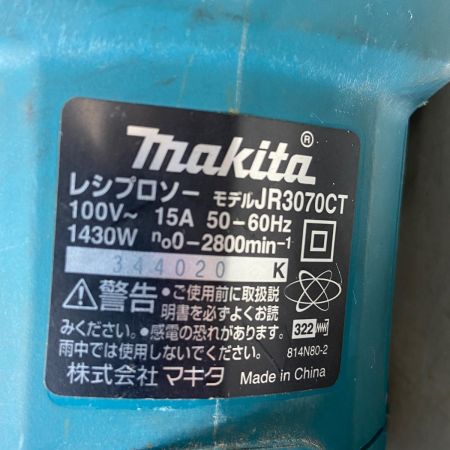 makita®
レシプロソー モデルJR3070CT
100V～ 15A 50-60Hz
1430W n₀0-2800min⁻¹
344020 K
⚠警告 •ご使用前に取扱説
明書を必ずよくお読
みください。•感電の恐れがあります。
雨中では使用しないでください。
322
814N80-2
株式会社 マキタ Made in China